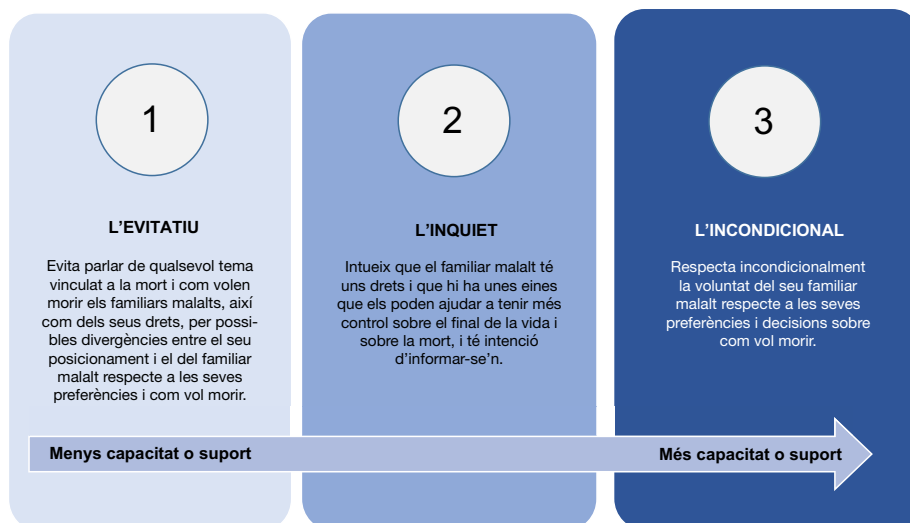 1
L’EVITATIU
Evita parlar de qualsevol tema
vinculat a la mort i com volen
morir els familiars malalts, així
com dels seus drets, per possi-
bles divergències entre el seu
posicionament i el del familiar
malalt respecte a les seves
preferències i com vol morir.
2
L’INQUIET
Intueix que el familiar malalt té
uns drets i que hi ha unes eines
que els poden ajudar a tenir més
control sobre el final de la vida i
sobre la mort, i té intenció
d’informar-se’n.
3
L’INCONDICIONAL
Respecta incondicionalment
la voluntat del seu familiar
malalt respecte a les seves
preferències i decisions sobre
com vol morir.
Menys capacitat o suport
Més capacitat o suport